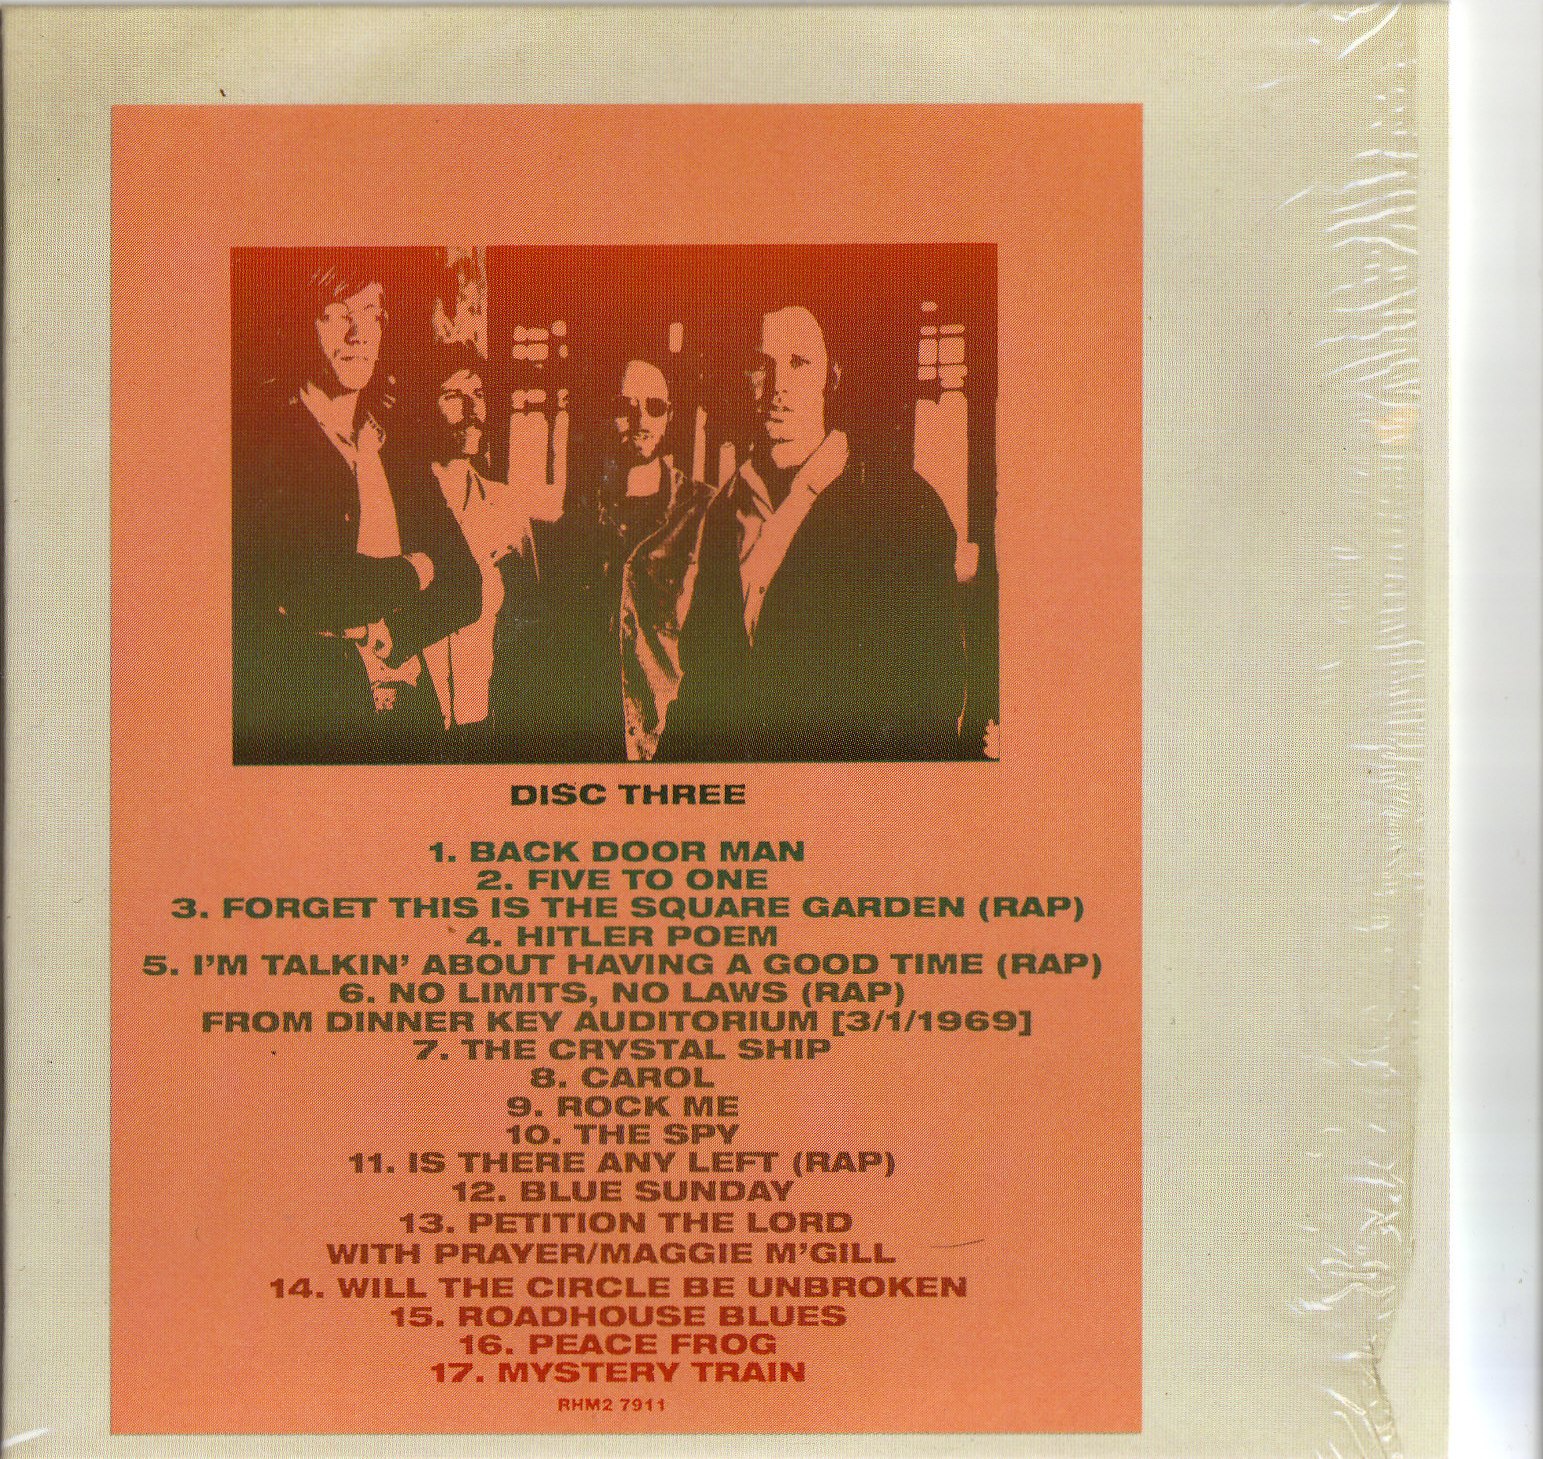 DISC THREE
1. BACK DOOR MAN
2. FIVE TO ONE
3. FORGET THIS IS THE SQUARE GARDEN (RAP)
4. HITLER POEM
5. I'M TALKIN' ABOUT HAVING A GOOD TIME (RAP)
6. NO LIMITS, NO LAWS (RAP)
FROM DINNER KEY AUDITORIUM [3/1/1969]
7. THE CRYSTAL SHIP
8. CAROL
9. ROCK ME
10. THE SPY
11. IS THERE ANY LEFT (RAP)
12. BLUE SUNDAY
13. PETITION THE LORD
WITH PRAYER/MAGGIE M'GILL
14. WILL THE CIRCLE BE UNBROKEN
15. ROADHOUSE BLUES
16. PEACE FROG
17. MYSTERY TRAIN
RHM2 7911